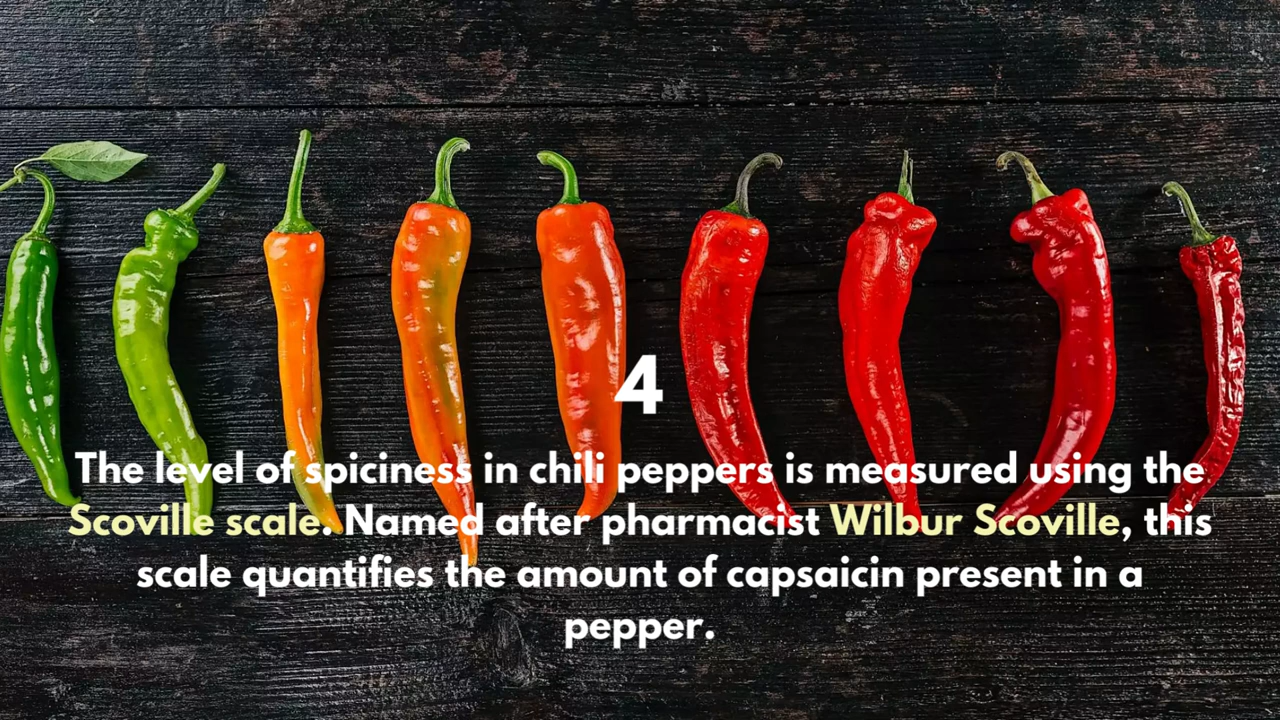 4
The level of spiciness in chili peppers is measured using the
Scoville scale. Named after pharmacist Wilbur Scoville, this
scale quantifies the amount of capsaicin present in a
pepper.